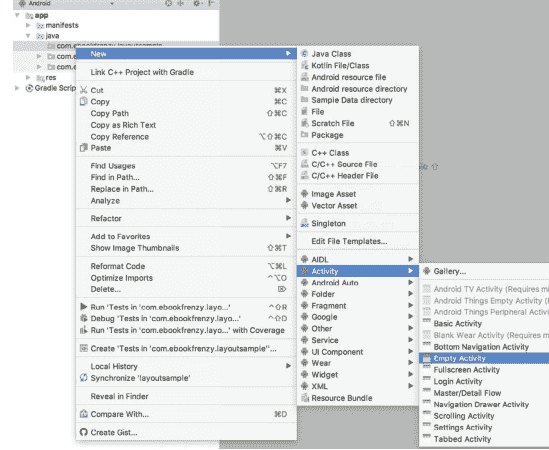 Android
app
manifests
java
com.ebookfrenzy.layoutsample
com.e
com.e
res
Gradle Scrip
New
Link C++ Project with Gradle
Cut ⌘X
Copy ⌘C
Copy Path ⇧⌘C
Copy as Rich Text
Copy Reference ⌥⇧⌘C
Paste ⌘V
Find Usages ⌥F7
Find in Path... ⇧⌘F
Replace in Path... ⇧⌘R
Analyze
Refactor
Add to Favorites
Show Image Thumbnails ⇧⌘T
Reformat Code ⌥⌘L
Optimize Imports ^⌥O
Delete... ⌦
Run 'Tests in 'com.ebookfrenzy.layo...' ^⇧R
Debug 'Tests in 'com.ebookfrenzy.layo...' ^⇧D
Run 'Tests in 'com.ebookfrenzy.layo...' with Coverage
Create 'Tests in 'com.ebookfrenzy.layoutsample''...
Local History
Synchronize 'layoutsample'
Reveal in Finder
Compare With... ⌘D
Create Gist...
Java Class
Kotlin File/Class
Android resource file
Android resource directory
Sample Data directory
File
Scratch File ⇧⌘N
Package
C++ Class
C/C++ Source File
C/C++ Header File
Image Asset
Vector Asset
Singleton
Edit File Templates...
AIDL
Activity
Android Auto
Folder
Fragment
Google
Other
Service
UI Component
Wear
Widget
XML
Resource Bundle
Gallery...
Android TV Activity (Requires mi
Android Things Empty Activity (
Android Things Peripheral Activi
Basic Activity
Blank Wear Activity (Requires m
Bottom Navigation Activity
Empty Activity
Fullscreen Activity
Login Activity
Master/Detail Flow
Navigation Drawer Activity
Scrolling Activity
Settings Activity
Tabbed Activity